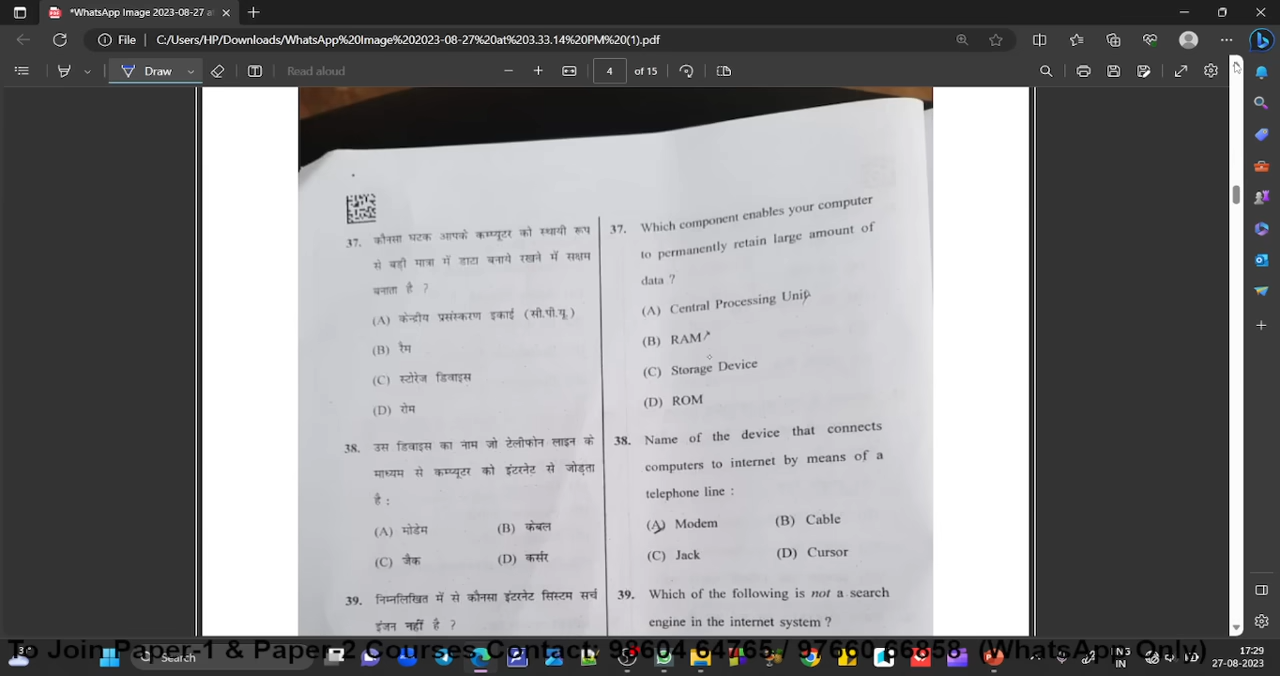 *WhatsApp Image 2023-08-27 a
File
C:/Users/HP/Downloads/WhatsApp%20Image%202023-08-27%20at%203.33.14%20PM%20(1).pdf
Draw
Read aloud
4 of 15
37. कौनसा घटक आपके कम्प्यूटर को स्थायी रूप
से बड़ी मात्रा में डाटा बनाये रखने में सक्षम
बनाता है ?
(A) केन्द्रीय प्रसंस्करण इकाई (सी.पी.यू.)
(B) रैम
(C) स्टोरेज डिवाइस
(D) रोम
38. उस डिवाइस का नाम जो टेलीफोन लाइन के
माध्यम से कम्प्यूटर को इंटरनेट से जोड़ता
है :
(A) मोडेम (B) केबल
(C) जैक (D) कर्सर
39. निम्नलिखित में से कौनसा इंटरनेट सिस्टम सर्च
इंजन नहीं है ?
37. Which component enables your computer
to permanently retain large amount of
data ?
(A) Central Processing Unit
(B) RAM
(C) Storage Device
(D) ROM
38. Name of the device that connects
computers to internet by means of a
telephone line :
(A) Modem (B) Cable
(C) Jack (D) Cursor
39. Which of the following is not a search
engine in the internet system ?
To Join Paper-1 & Paper-2 Courses Contact: 98604 64765 / 97660 66858 (WhatsApp Only)
Search
ENG
IN
17:29
27-08-2023